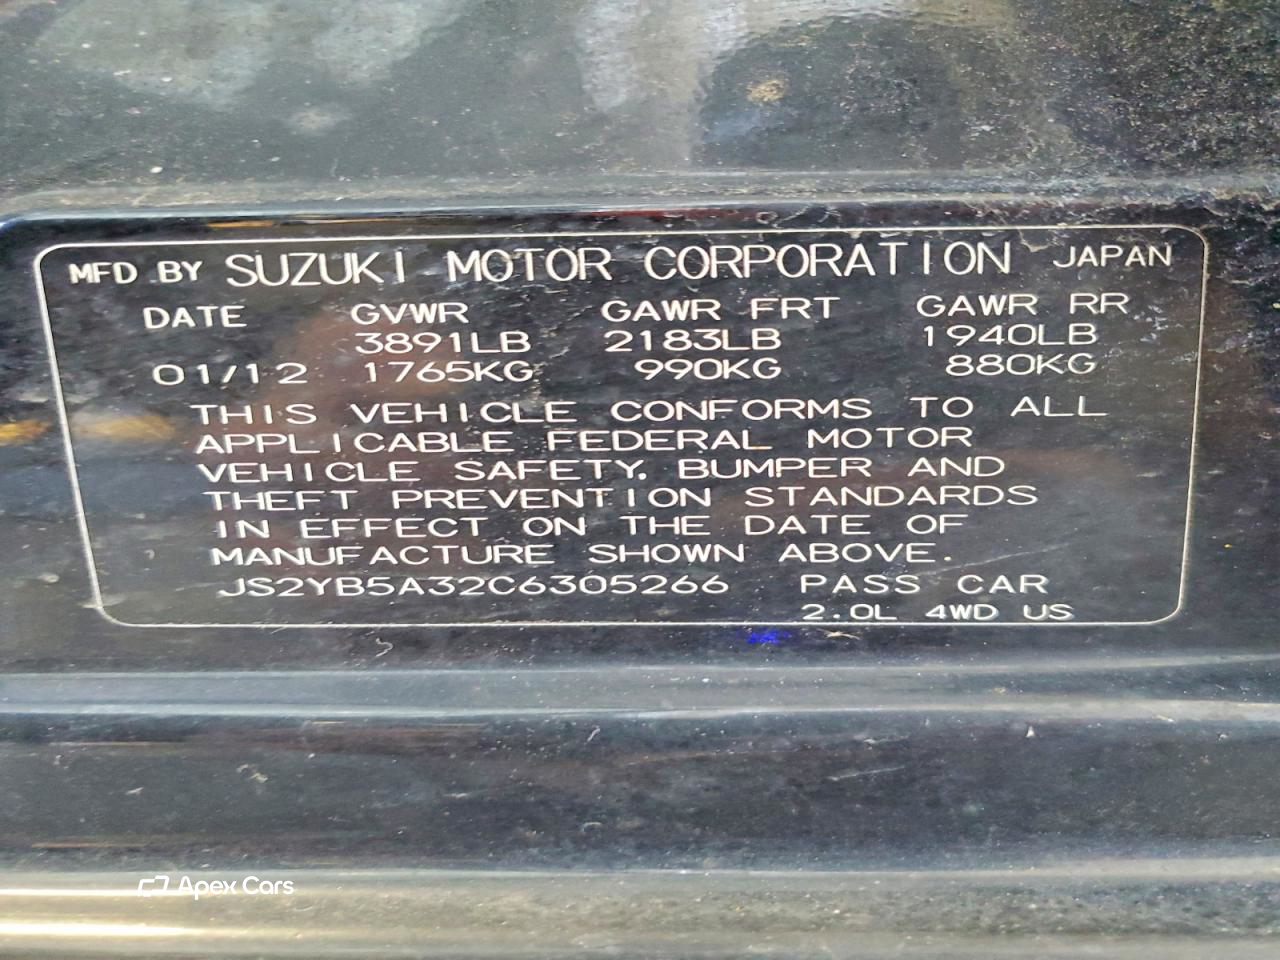 MFD BY SUZUKI MOTOR CORPORATION JAPAN
DATE GVWR GAWR FRT GAWR RR
3891LB 2183LB 1940LB
01/12 1765KG 990KG 880KG
THIS VEHICLE CONFORMS TO ALL
APPLICABLE FEDERAL MOTOR
VEHICLE SAFETY, BUMPER AND
THEFT PREVENTION STANDARDS
IN EFFECT ON THE DATE OF
MANUFACTURE SHOWN ABOVE.
JS2YB5A32C6305266 PASS CAR
2.0L 4WD US
Apex Cars